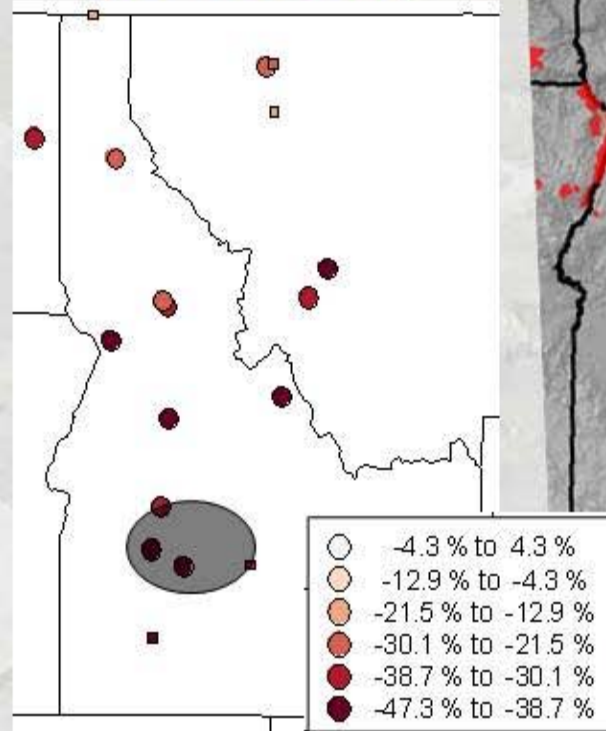 -4.3 % to 4.3 %
-12.9 % to -4.3 %
-21.5 % to -12.9 %
-30.1 % to -21.5 %
-38.7 % to -30.1 %
-47.3 % to -38.7 %